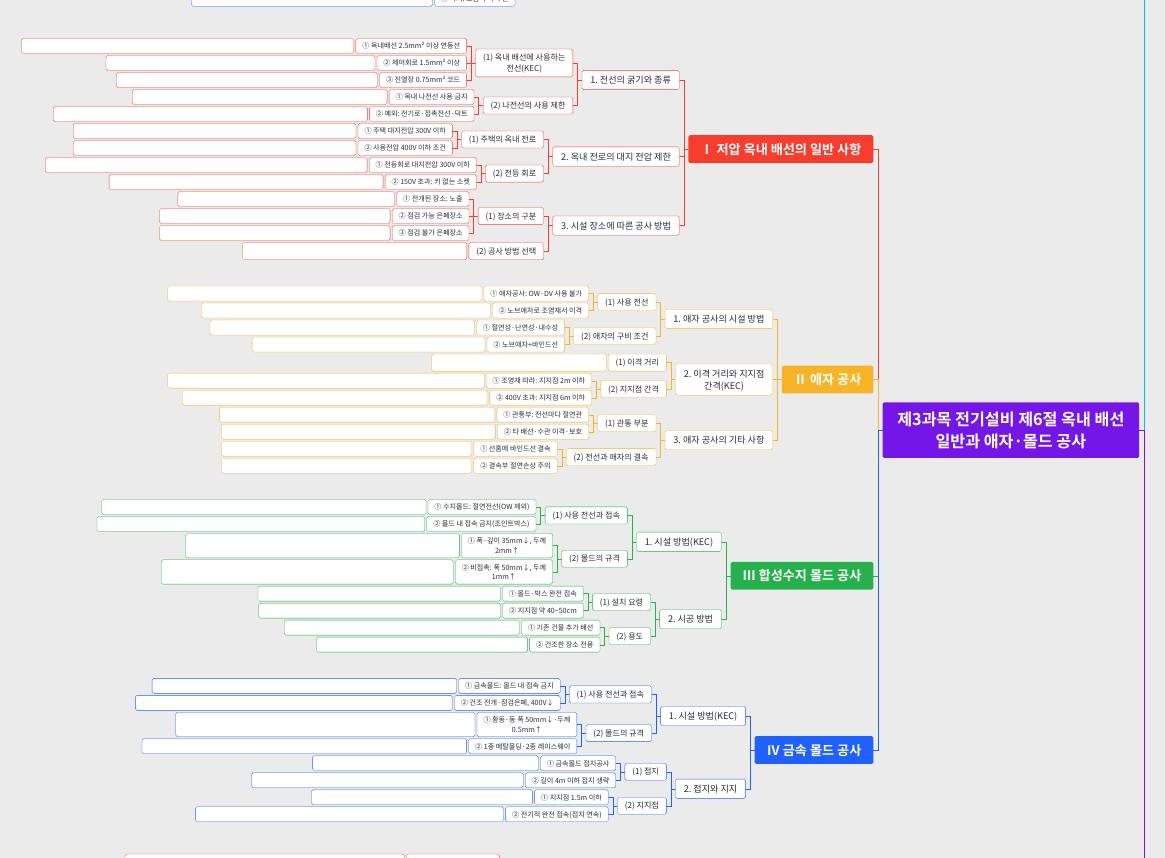 제3과목 전기설비 제6절 옥내 배선
일반과 애자·몰드 공사
Ⅰ 저압 옥내 배선의 일반 사항
1. 전선의 굵기와 종류
(1) 옥내 배선에 사용하는
전선(KEC)
① 옥내배선 2.5mm² 이상 연동선
② 제어회로 1.5mm² 이상
③ 진열장 0.75mm² 코드
(2) 나전선의 사용 제한
① 옥내 나전선 사용 금지
② 예외: 전기로·접촉전선·덕트
2. 옥내 전로의 대지 전압 제한
(1) 주택의 옥내 전로
① 주택 대지전압 300V 이하
② 사용전압 400V 이하 조건
(2) 전등 회로
① 전등회로 대지전압 300V 이하
② 150V 초과: 키 없는 소켓
3. 시설 장소에 따른 공사 방법
(1) 장소의 구분
① 전개된 장소: 노출
② 점검 가능 은폐장소
③ 점검 불가 은폐장소
(2) 공사 방법 선택
Ⅱ 애자 공사
1. 애자 공사의 시설 방법
(1) 사용 전선
① 애자공사: OW·DV 사용 불가
② 노브애자로 조영재서 이격
(2) 애자의 구비 조건
① 절연성·난연성·내수성
② 노브애자+바인드선
2. 이격 거리와 지지점
간격(KEC)
(1) 이격 거리
(2) 지지점 간격
① 조영재 따라: 지지점 2m 이하
② 400V 초과: 지지점 6m 이하
3. 애자 공사의 기타 사항
(1) 관통 부분
① 관통부: 전선마다 절연관
② 타 배선·수관 이격·보호
(2) 전선과 애자의 결속
① 선홈에 바인드선 결속
② 결속부 절연손상 주의
Ⅲ 합성수지 몰드 공사
1. 시설 방법(KEC)
(1) 사용 전선과 접속
① 수지몰드: 절연전선(OW 제외)
② 몰드 내 접속 금지(조인트박스)
(2) 몰드의 규격
① 폭·깊이 35mm↓, 두께
2mm↑
② 비접촉: 폭 50mm↓, 두께
1mm↑
2. 시공 방법
(1) 설치 요령
① 몰드·박스 완전 접속
② 지지점 약 40~50cm
(2) 용도
① 기존 건물 추가 배선
② 건조한 장소 전용
Ⅳ 금속 몰드 공사
1. 시설 방법(KEC)
(1) 사용 전선과 접속
① 금속몰드: 몰드 내 접속 금지
② 건조 전개·점검은폐, 400V↓
(2) 몰드의 규격
① 황동·동 폭 50mm↓·두께
0.5mm↑
② 1종 메탈몰딩·2종 레이스웨이
2. 접지와 지지
(1) 접지
① 금속몰드 접지공사
② 길이 4m 이하 접지 생략
(2) 지지점
① 지지점 1.5m 이하
② 전기적 완전 접속(접지 연속)